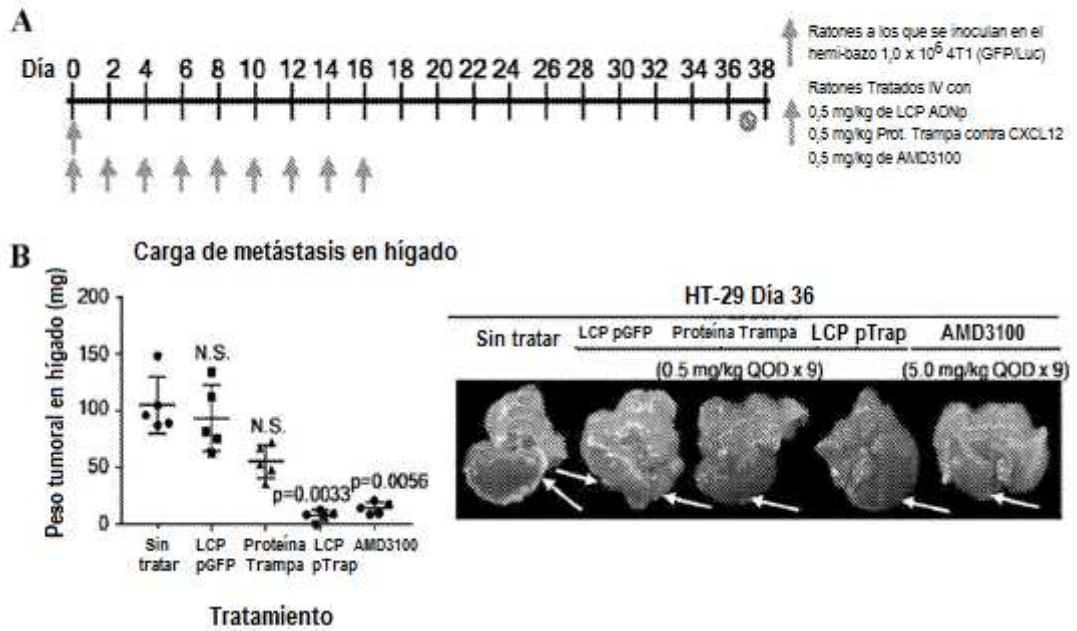 A
Día 0 2 4 6 8 10 12 14 16 18 20 22 24 26 28 30 32 34 36 38
Ratones a los que se inoculan en el
hemi-bazo 1,0 x 10⁶ 4T1 (GFP/Luc)
Ratones Tratados IV con
0,5 mg/kg de LCP ADNp
0,5 mg/kg Prot. Trampa contra CXCL12
0,5 mg/kg de AMD3100
B
Carga de metástasis en hígado
Peso tumoral en hígado (mg)
200
150
100
50
0
N.S.
N.S.
p=0.0033
p=0.0056
Sin tratar
LCP pGFP
Proteína Trampa
LCP pTrap
AMD3100
Tratamiento
HT-29 Día 36
Sin tratar LCP pGFP Proteína Trampa LCP pTrap AMD3100
(0.5 mg/kg QOD x 9) (5.0 mg/kg QOD x 9)